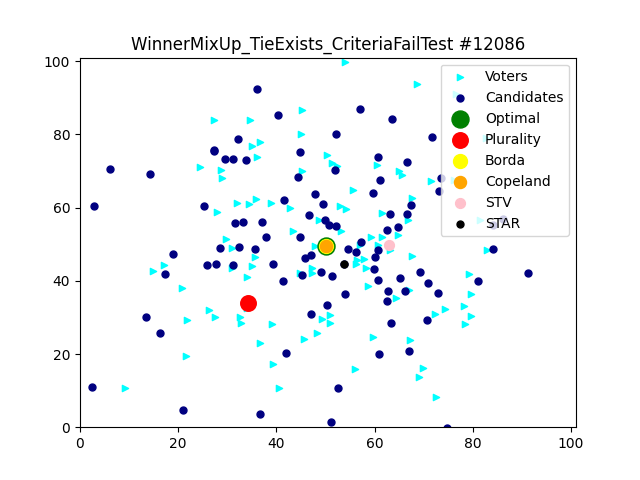 WinnerMixUp_TieExists_CriteriaFailTest #12086
100
80
60
40
20
0
0
20
40
60
80
100
Voters
Candidates
Optimal
Plurality
Borda
Copeland
STV
STAR